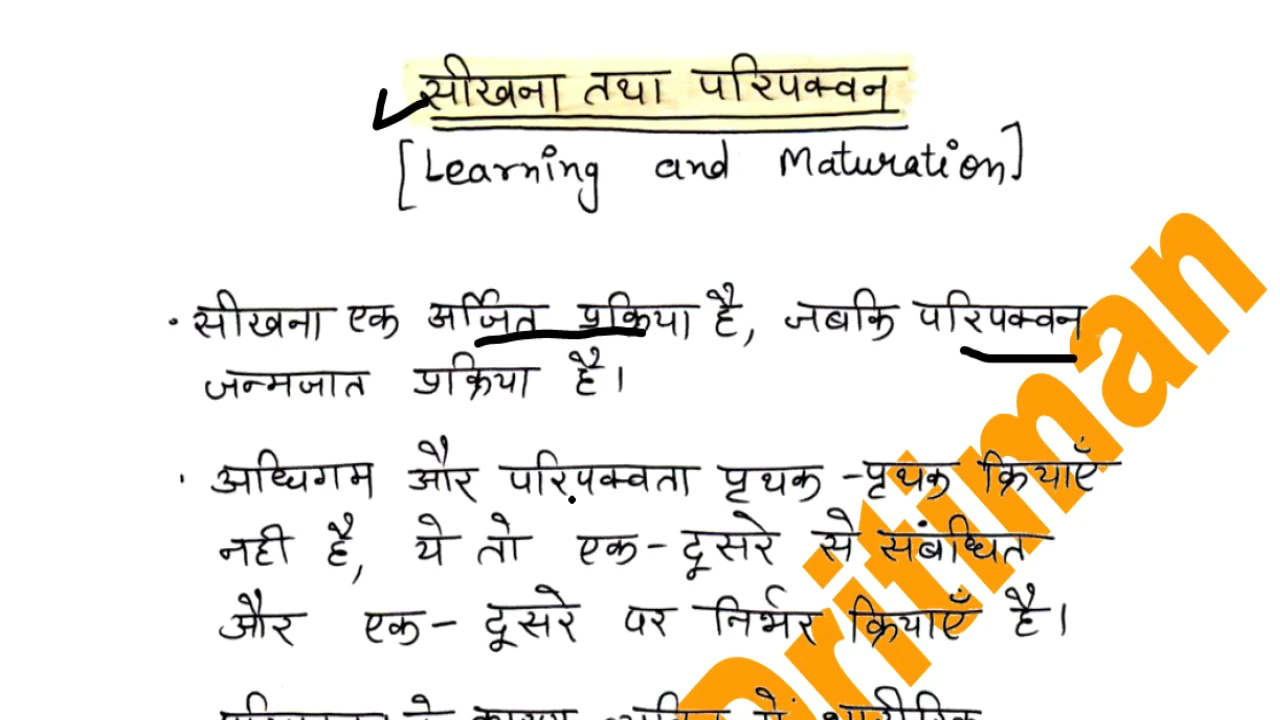 सीखना तथा परिपक्वन
[Learning and Maturation]
• सीखना एक अर्जित प्रक्रिया है, जबकि परिपक्वन
जन्मजात प्रक्रिया है।
• अधिगम और परिपक्वता पृथक -पृथक क्रियाएँ
नही है, ये तो एक-दूसरे से संबंधित
और एक-दूसरे पर निर्भर क्रियाएँ है।